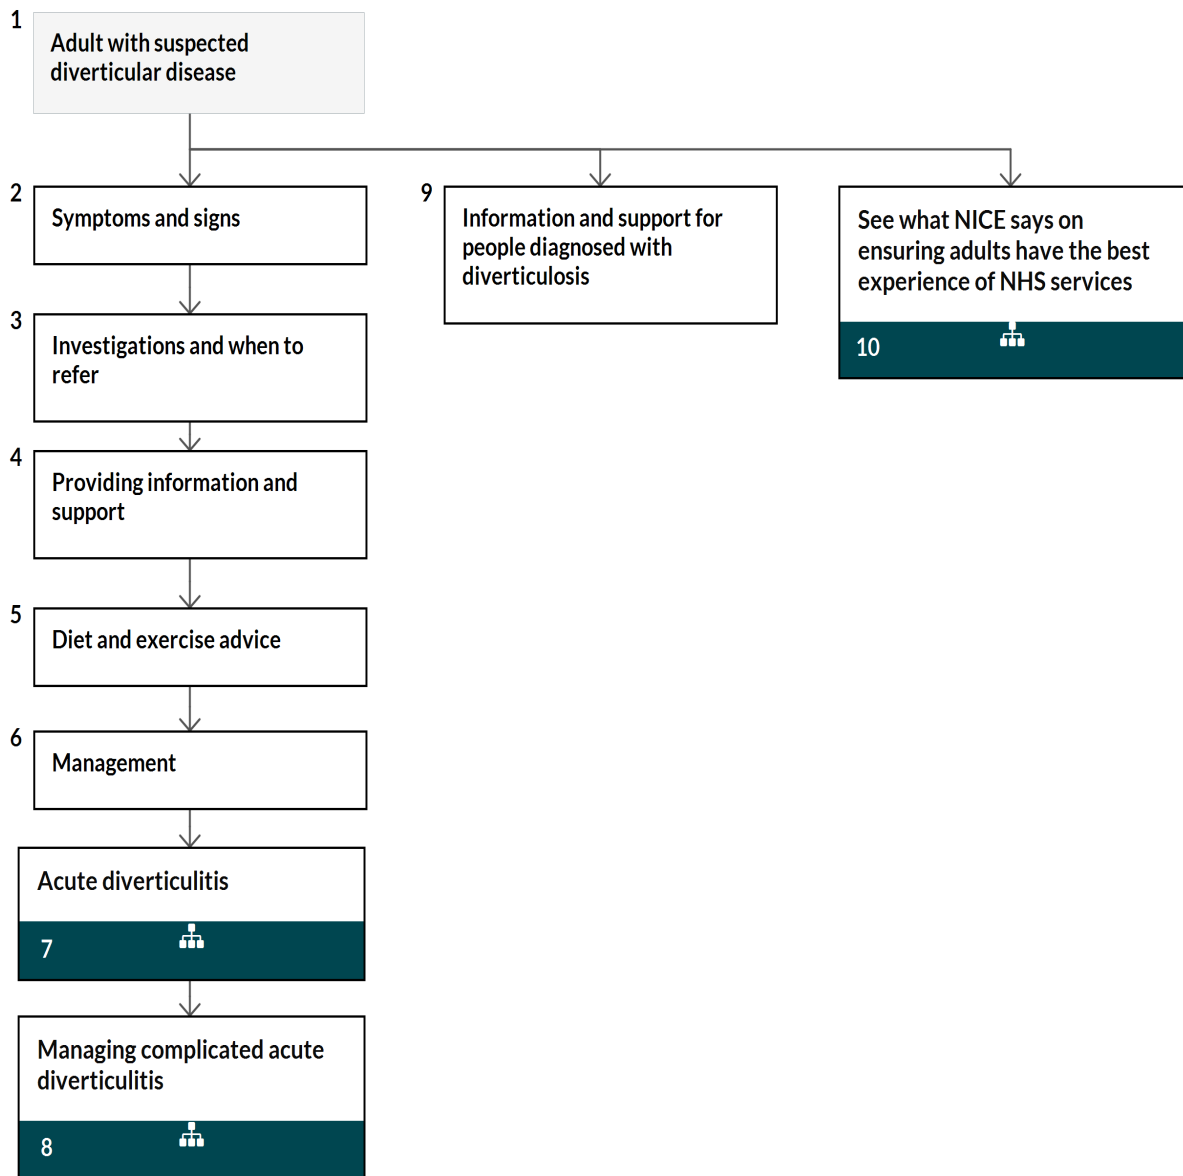 1
Adult with suspected
diverticular disease
2
Symptoms and signs
3
Investigations and when to
refer
4
Providing information and
support
5
Diet and exercise advice
6
Management
Acute diverticulitis
7
Managing complicated acute
diverticulitis
8
9
Information and support for
people diagnosed with
diverticulosis
See what NICE says on
ensuring adults have the best
experience of NHS services
10